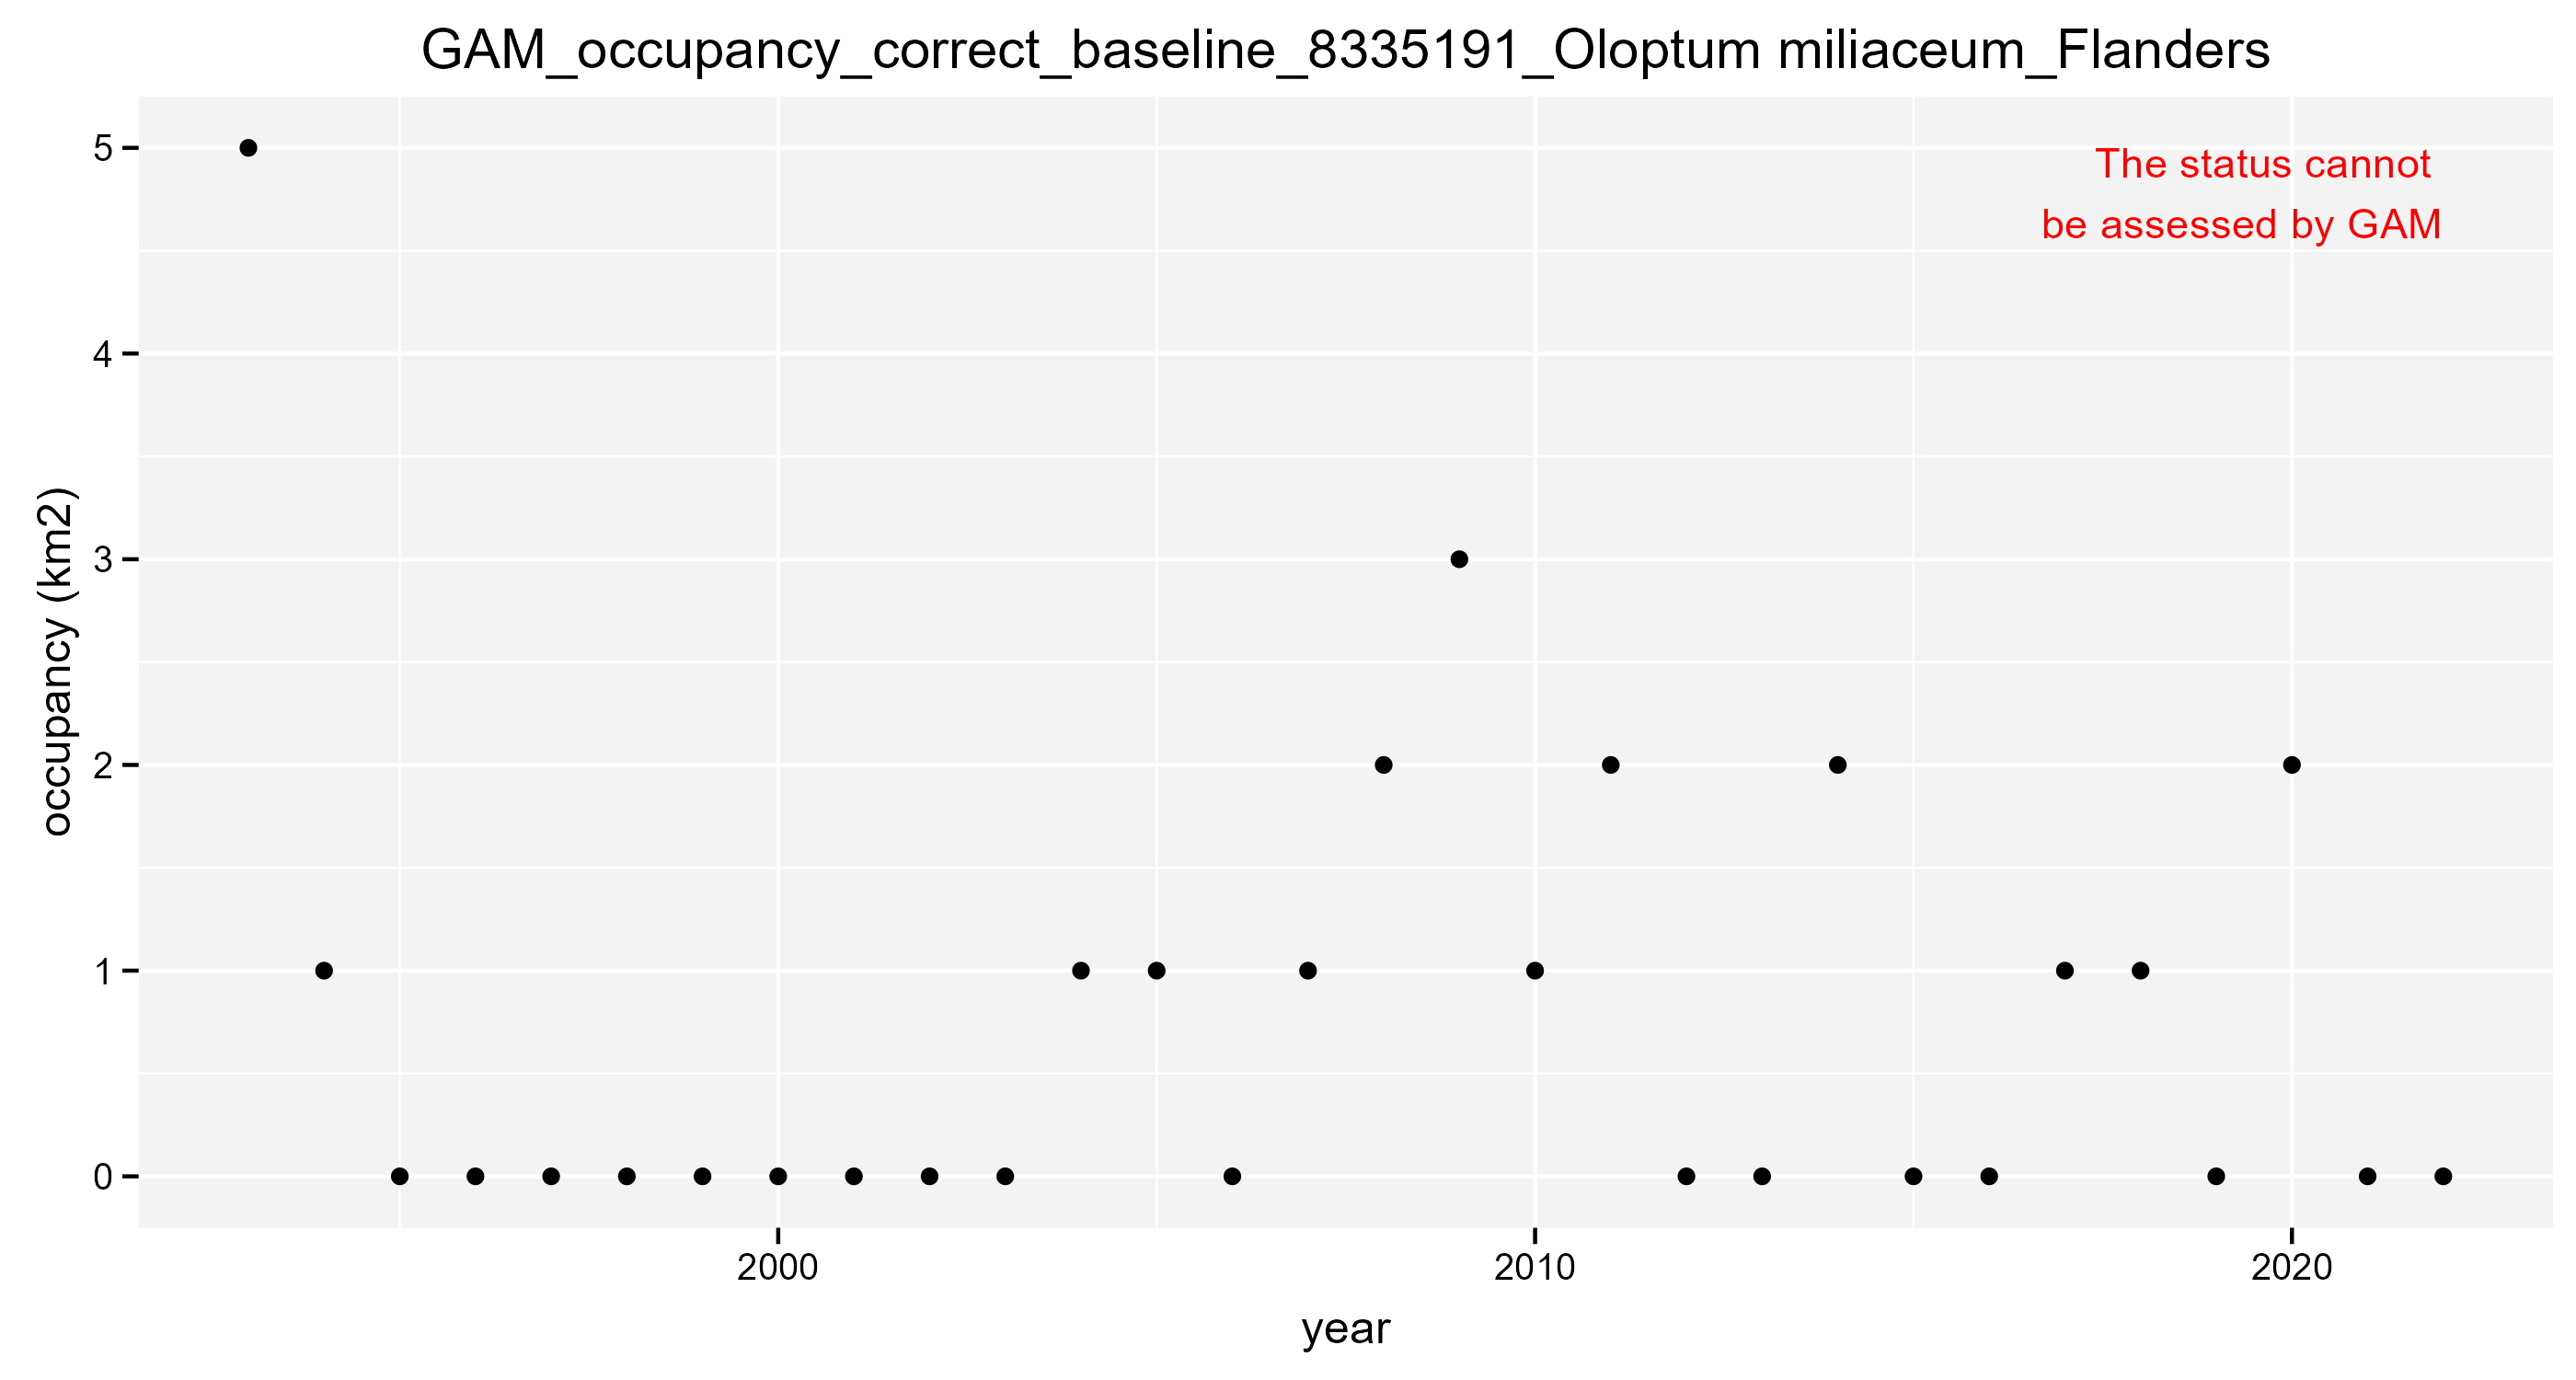 GAM_occupancy_correct_baseline_8335191_Oloptum miliaceum_Flanders
The status cannot
be assessed by GAM
5
4
3
2
1
0
occupancy (km2)
2000
2010
2020
year